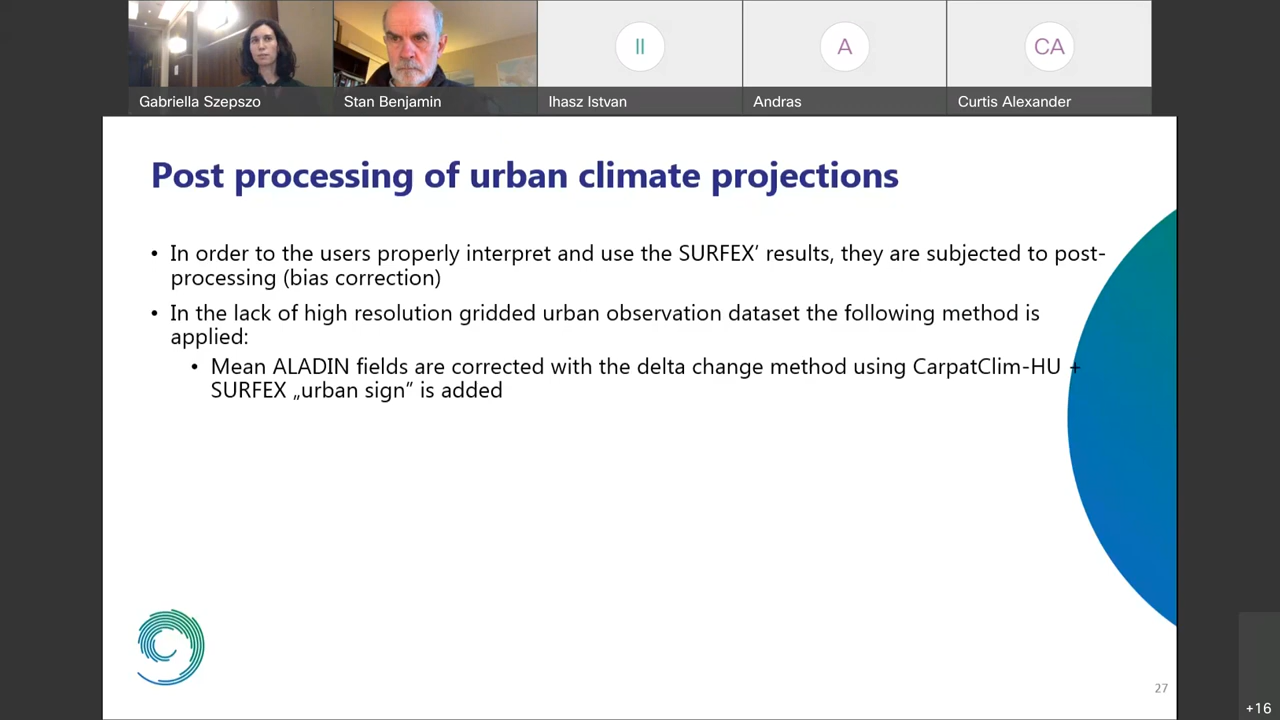 II
A
CA
Gabriella Szepszo
Stan Benjamin
Ihasz Istvan
Andras
Curtis Alexander
Post processing of urban climate projections
• In order to the users properly interpret and use the SURFEX’ results, they are subjected to post-
processing (bias correction)
• In the lack of high resolution gridded urban observation dataset the following method is
applied:
• Mean ALADIN fields are corrected with the delta change method using CarpatClim-HU +
SURFEX „urban sign” is added
27
+16